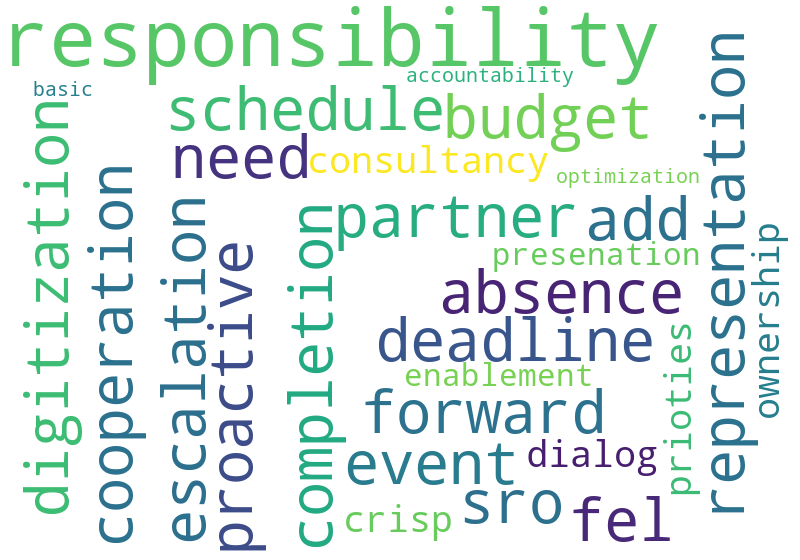 responsibility
accountability
basic
schedule
budget
need
consultancy
optimization
representation
digitization
cooperation
escalation
proactive
completion
partner
add
presenation
ownership
absence
deadline
enablement
prioties
forward
event
dialog
sro
crisp
fel